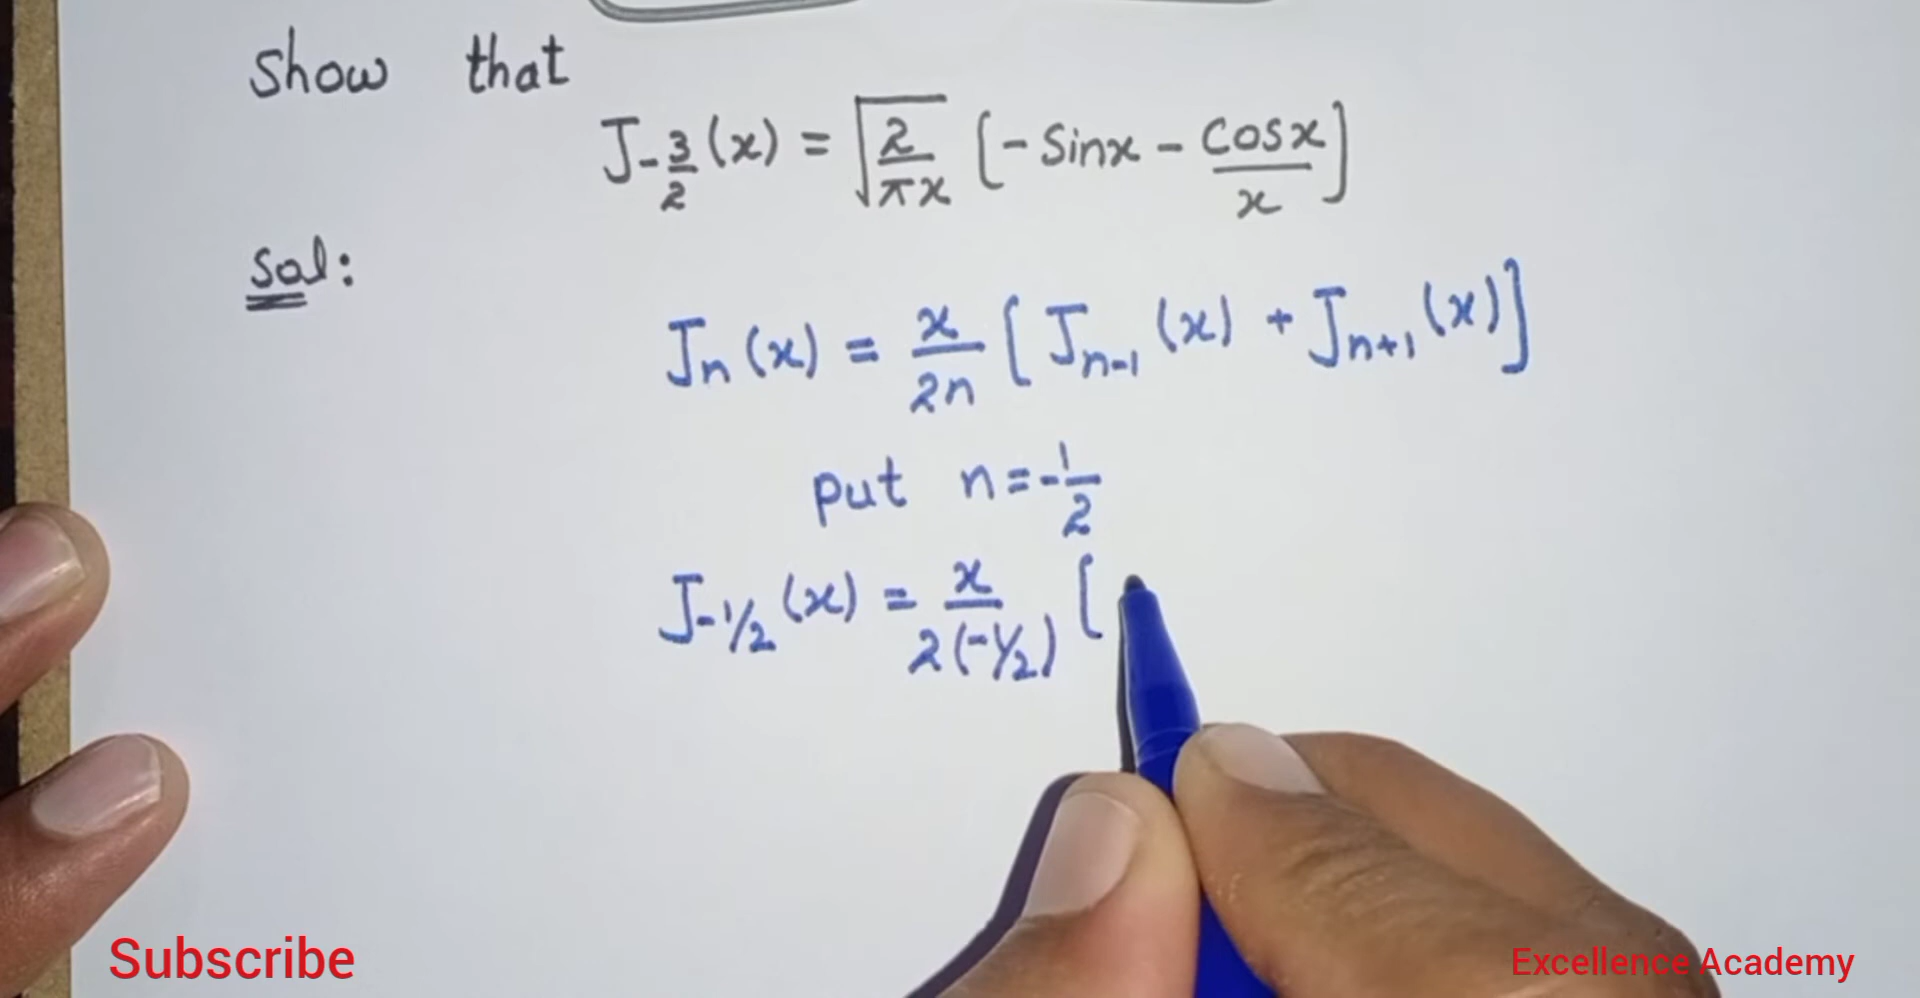 Show that
J-3/2(x) = √2/πx [-Sinx - Cosx/x]
Sol:
Jn(x) = x/2n [Jn-1(x) + Jn+1(x)]
put n=-1/2
J-1/2(x) = x/2(-1/2) [
Subscribe
Excellence Academy